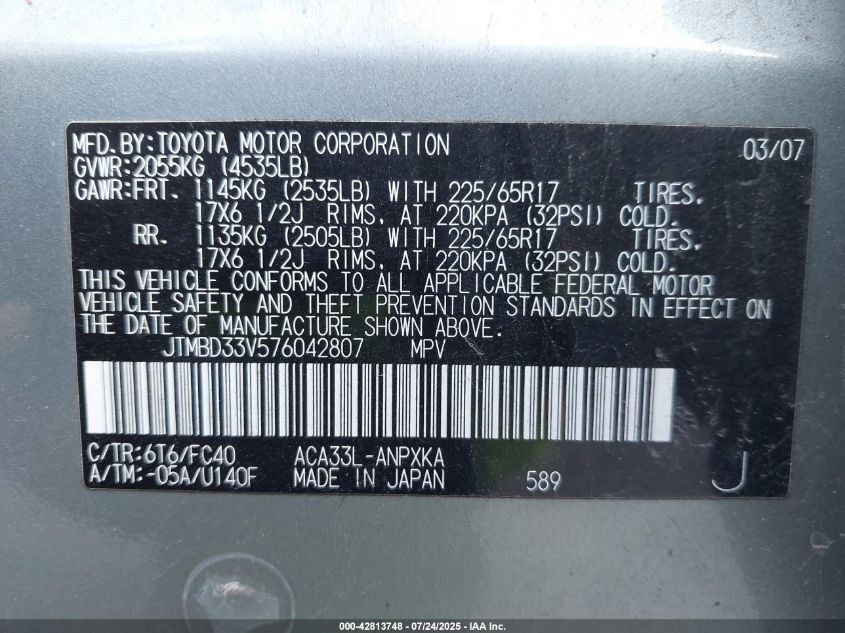 MFD.BY:TOYOTA MOTOR CORPORATION 03/07
GVWR:2055KG (4535LB)
GAWR:FRT. 1145KG (2535LB) WITH 225/65R17 TIRES.
17X6 1/2J RIMS, AT 220KPA (32PSI) COLD.
RR. 1135KG (2505LB) WITH 225/65R17 TIRES.
17X6 1/2J RIMS, AT 220KPA (32PSI) COLD.
THIS VEHICLE CONFORMS TO ALL APPLICABLE FEDERAL MOTOR
VEHICLE SAFETY AND THEFT PREVENTION STANDARDS IN EFFECT ON
THE DATE OF MANUFACTURE SHOWN ABOVE.
JTMBD33V576042807 MPV
C/TR:6T6/FC40 ACA33L-ANPXKA
A/TM:-05A/U140F MADE IN JAPAN 589 J
000-42813748 - 07/24/2025 - IAA Inc.